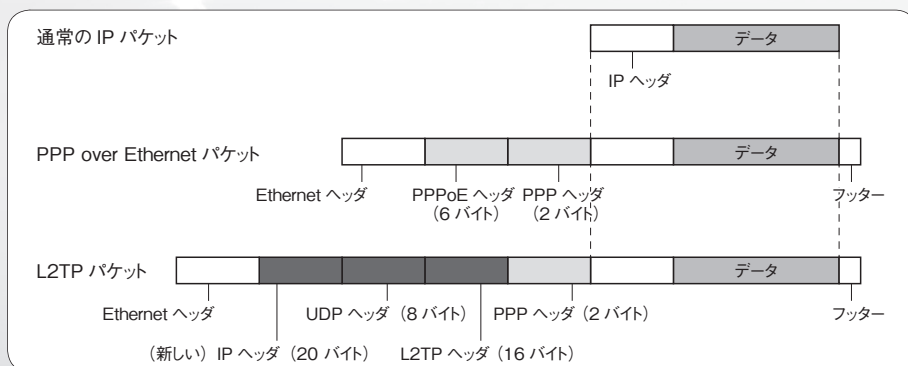 通常の IP パケット
データ
IP ヘッダ
PPP over Ethernet パケット
データ
Ethernet ヘッダ
PPPoE ヘッダ
(6 バイト)
PPP ヘッダ
(2 バイト)
フッター
L2TP パケット
データ
Ethernet ヘッダ
UDP ヘッダ (8 バイト)
PPP ヘッダ (2 バイト)
フッター
(新しい) IP ヘッダ (20 バイト)
L2TP ヘッダ (16 バイト)